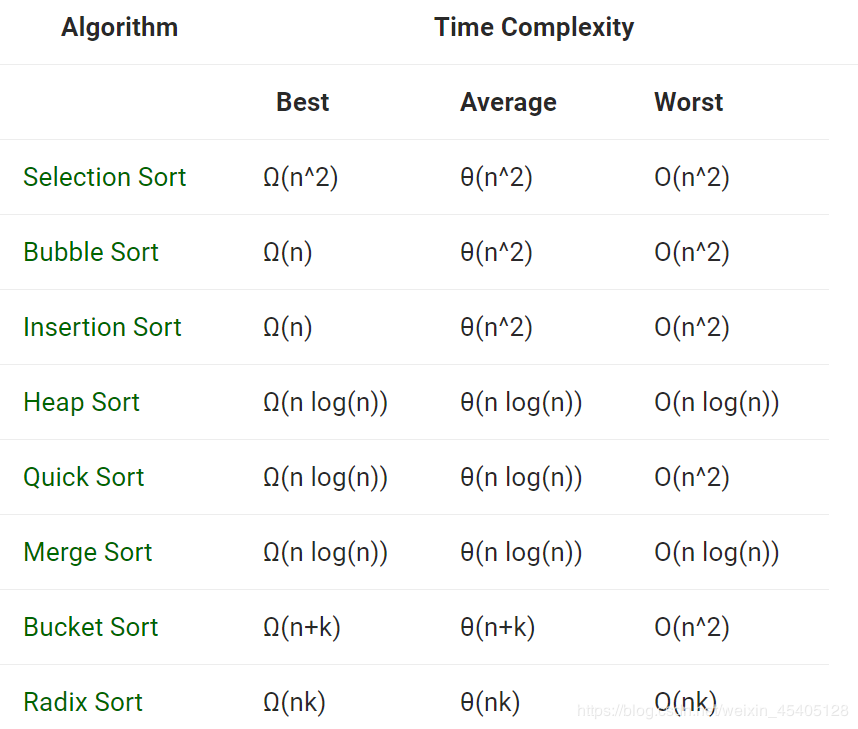 Algorithm Time Complexity
Best Average Worst
Selection Sort Ω(n^2) θ(n^2) O(n^2)
Bubble Sort Ω(n) θ(n^2) O(n^2)
Insertion Sort Ω(n) θ(n^2) O(n^2)
Heap Sort Ω(n log(n)) θ(n log(n)) O(n log(n))
Quick Sort Ω(n log(n)) θ(n log(n)) O(n^2)
Merge Sort Ω(n log(n)) θ(n log(n)) O(n log(n))
Bucket Sort Ω(n+k) θ(n+k) O(n^2)
Radix Sort Ω(nk) θ(nk) O(nk)
https://blog.csdn.net/weixin_45405128